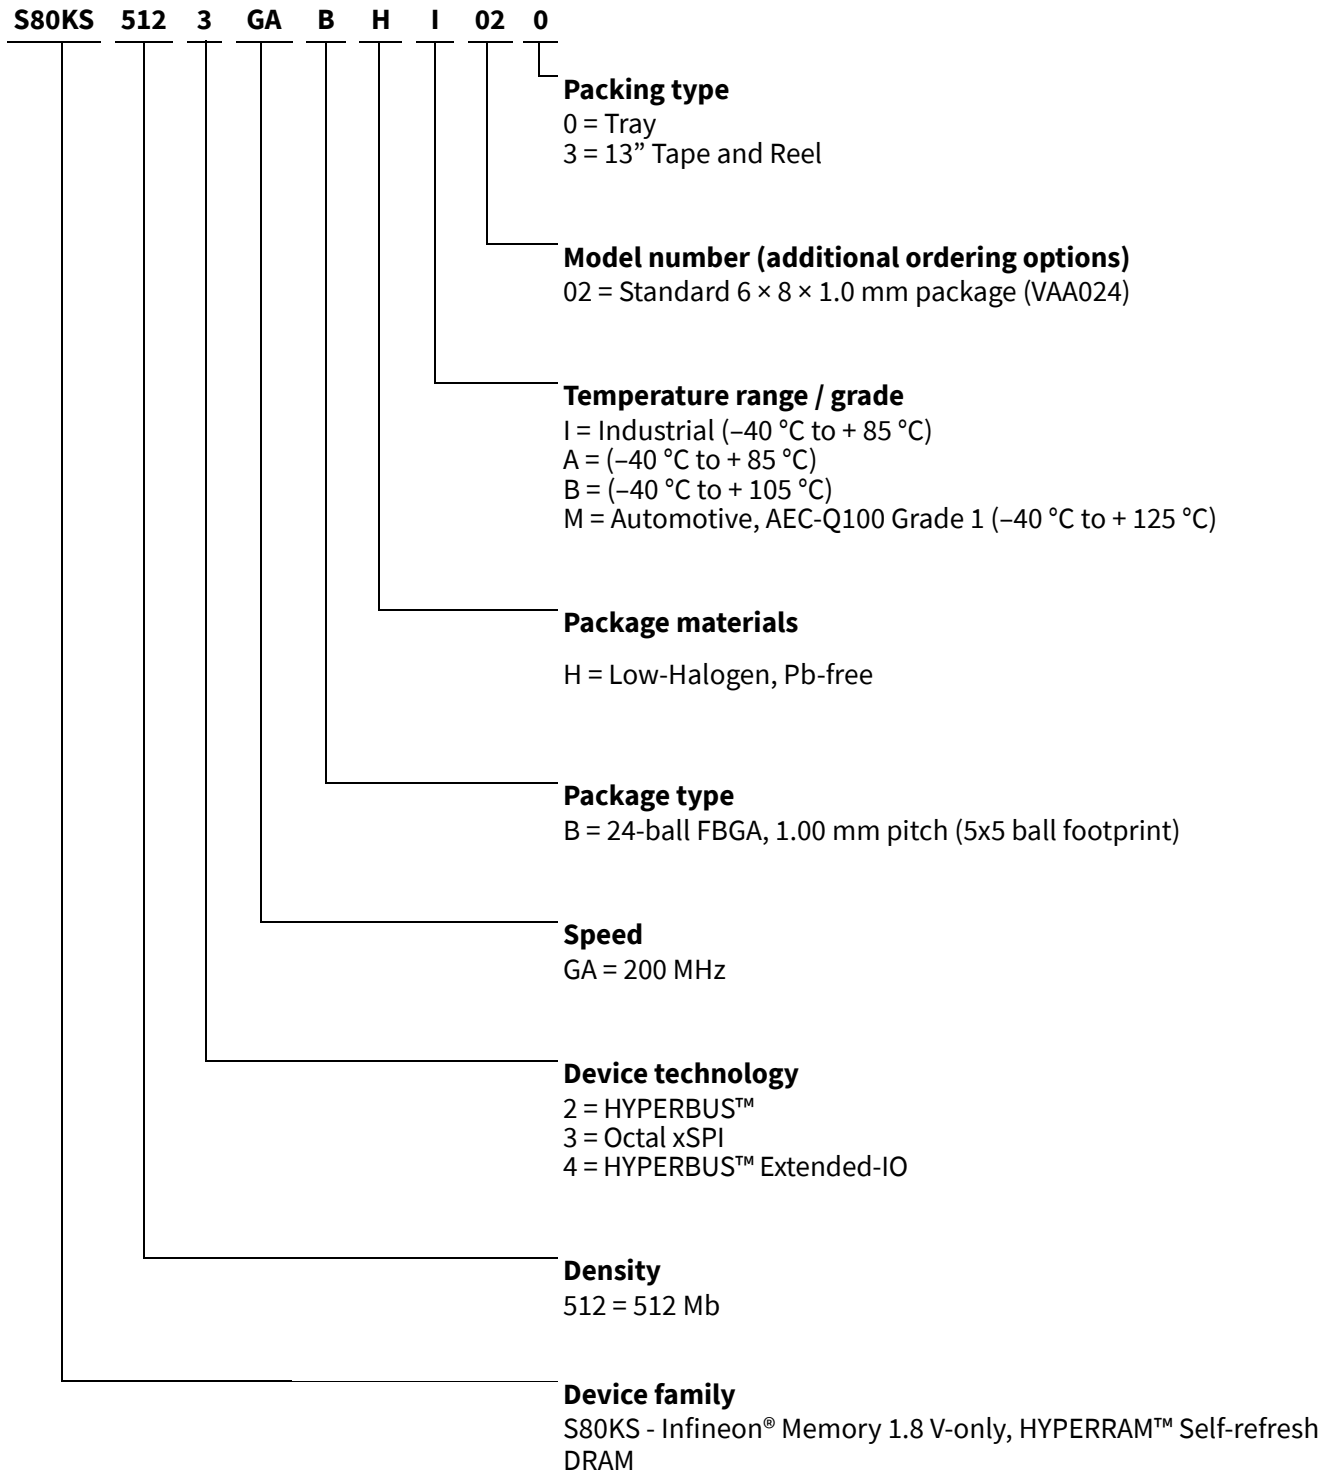 S80KS 512 3 GA B H I 02 0
Packing type
0 = Tray
3 = 13” Tape and Reel
Model number (additional ordering options)
02 = Standard 6 × 8 × 1.0 mm package (VAA024)
Temperature range / grade
I = Industrial (–40 °C to + 85 °C)
A = (–40 °C to + 85 °C)
B = (–40 °C to + 105 °C)
M = Automotive, AEC-Q100 Grade 1 (–40 °C to + 125 °C)
Package materials
H = Low-Halogen, Pb-free
Package type
B = 24-ball FBGA, 1.00 mm pitch (5x5 ball footprint)
Speed
GA = 200 MHz
Device technology
2 = HYPERBUS™
3 = Octal xSPI
4 = HYPERBUS™ Extended-IO
Density
512 = 512 Mb
Device family
S80KS - Infineon® Memory 1.8 V-only, HYPERRAM™ Self-refresh
DRAM